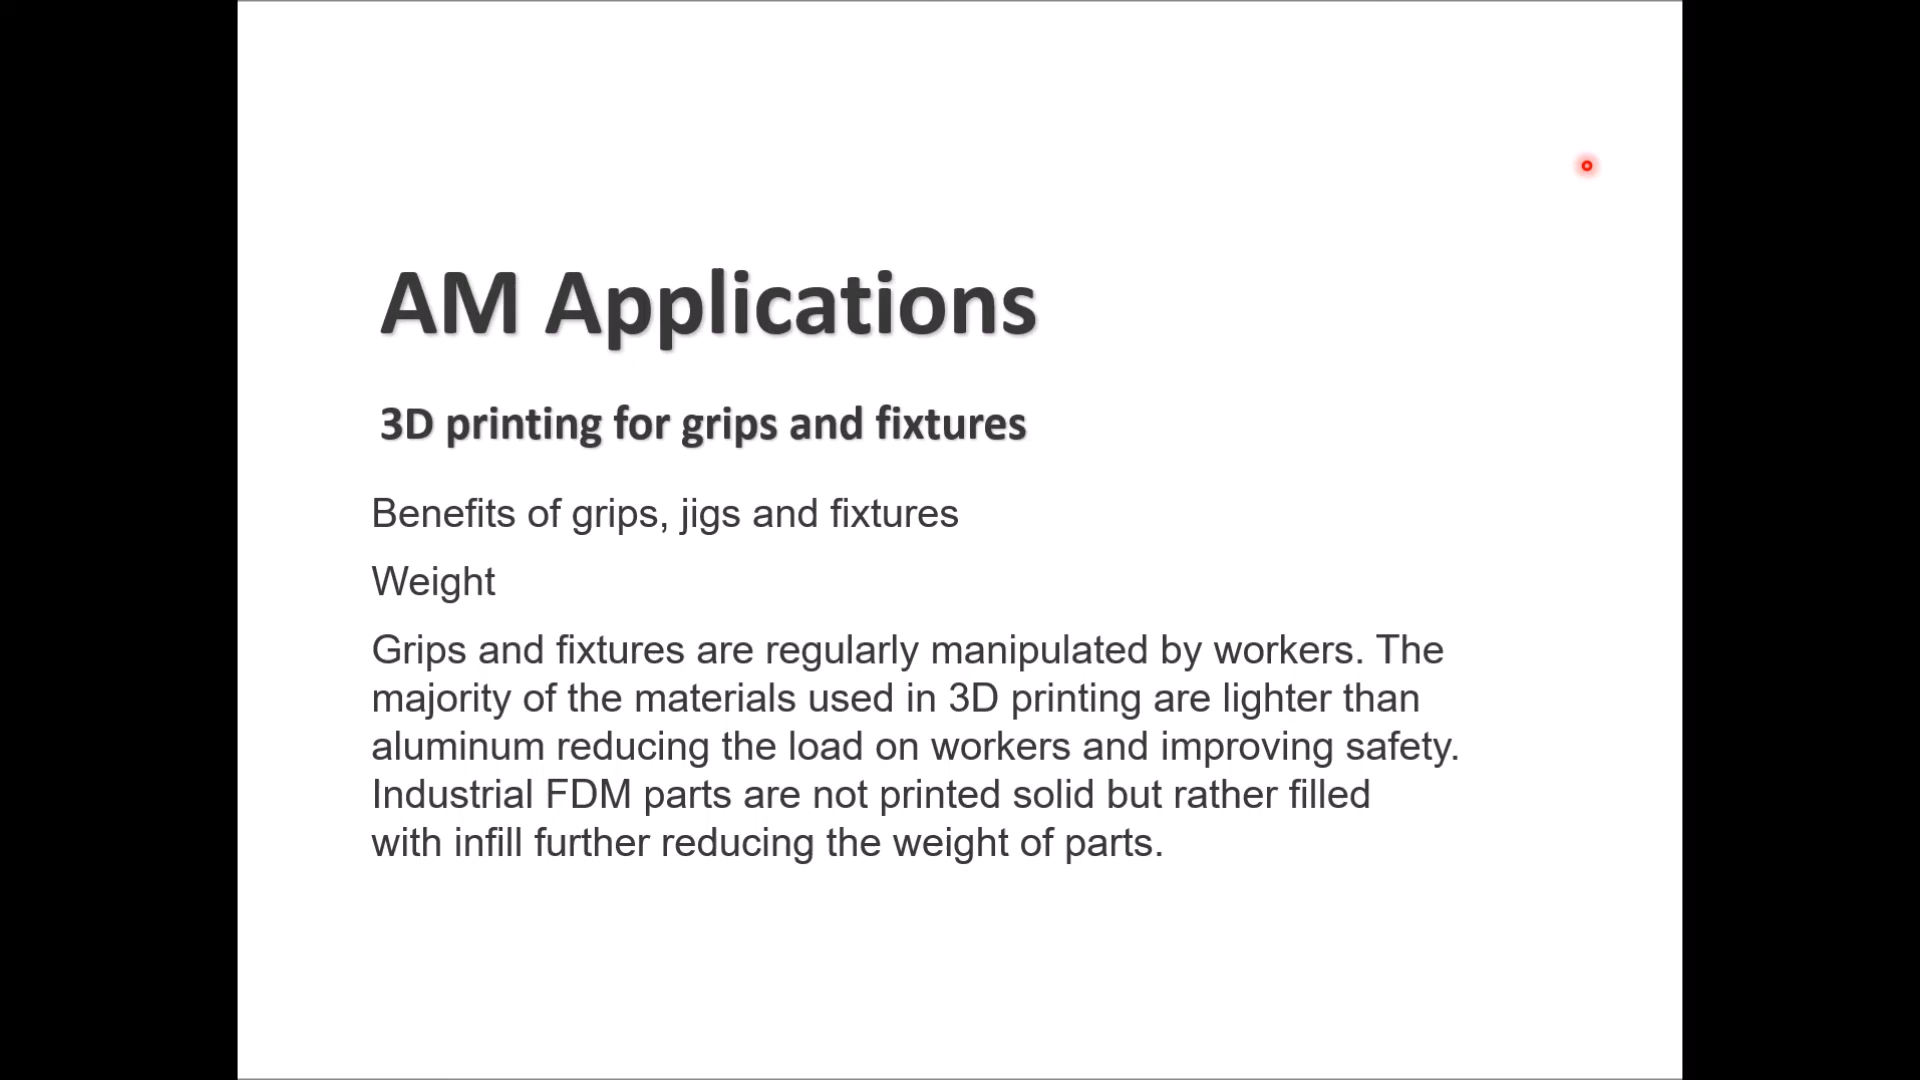 AM Applications
3D printing for grips and fixtures
Benefits of grips, jigs and fixtures
Weight
Grips and fixtures are regularly manipulated by workers. The
majority of the materials used in 3D printing are lighter than
aluminum reducing the load on workers and improving safety.
Industrial FDM parts are not printed solid but rather filled
with infill further reducing the weight of parts.